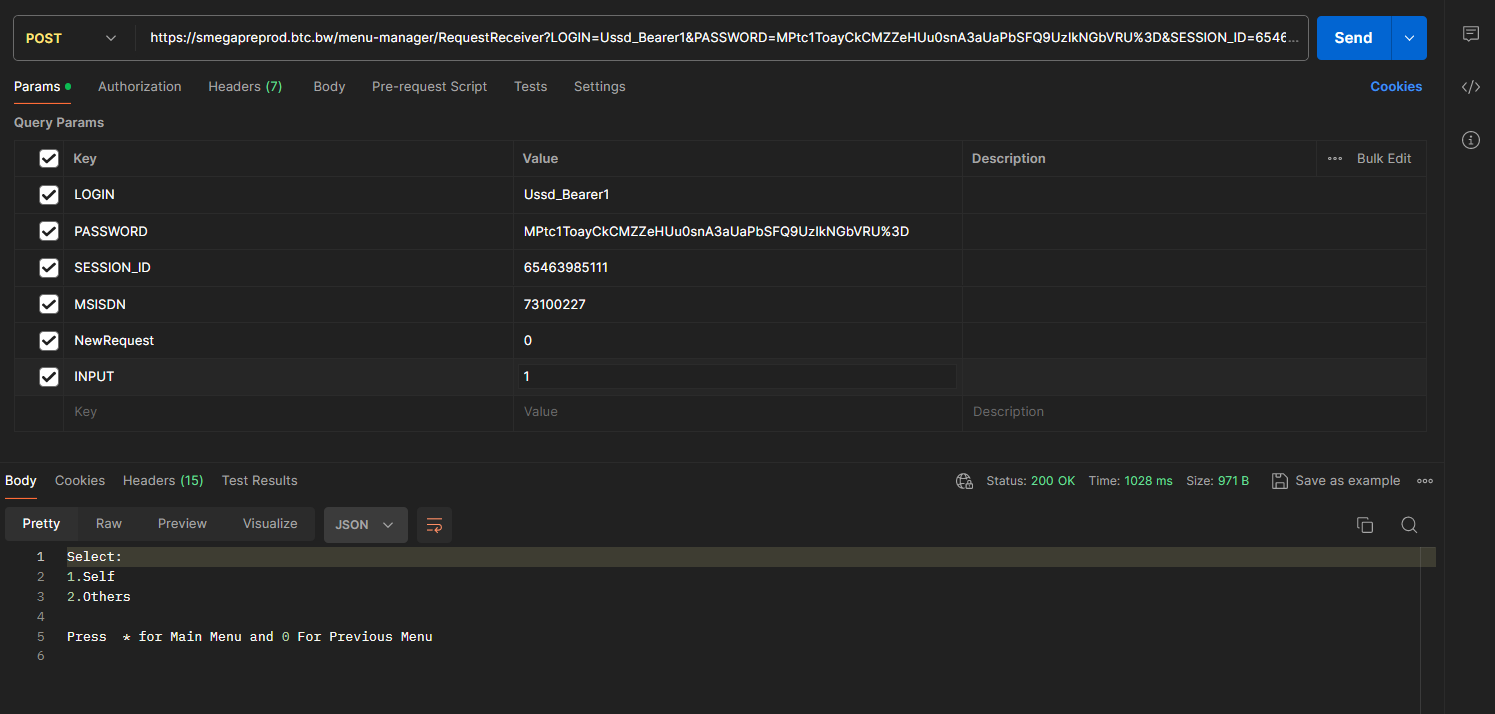 POST https://smegapreprod.btc.bw/menu-manager/RequestReceiver?LOGIN=Ussd_Bearer1&PASSWORD=MPtc1ToayCkCMZZeHUu0snA3aUaPbSFQ9UzIkNGbVRU%3D&SESSION_ID=6546... Send
Params Authorization Headers (7) Body Pre-request Script Tests Settings Cookies
Query Params
Key Value Description Bulk Edit
LOGIN Ussd_Bearer1
PASSWORD MPtc1ToayCkCMZZeHUu0snA3aUaPbSFQ9UzIkNGbVRU%3D
SESSION_ID 65463985111
MSISDN 73100227
NewRequest 0
INPUT 1
Key Value Description
Body Cookies Headers (15) Test Results Status: 200 OK Time: 1028 ms Size: 971 B Save as example
Pretty Raw Preview Visualize JSON
1 Select:
2 1.Self
3 2.Others
4
5 Press  * for Main Menu and 0 For Previous Menu
6